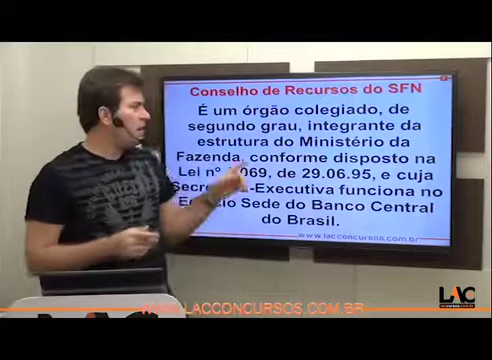 Conselho de Recursos do SFN
É um órgão colegiado, de
segundo grau, integrante da
estrutura do Ministério da
Fazenda, conforme disposto na
Lei nº 069, de 29.06.95, e cuja
-Executiva funciona no
Sede do Banco Central
do Brasil.
www.lacconcursos.com.br
LAC
WWW.LACCONCURSOS.COM.BR